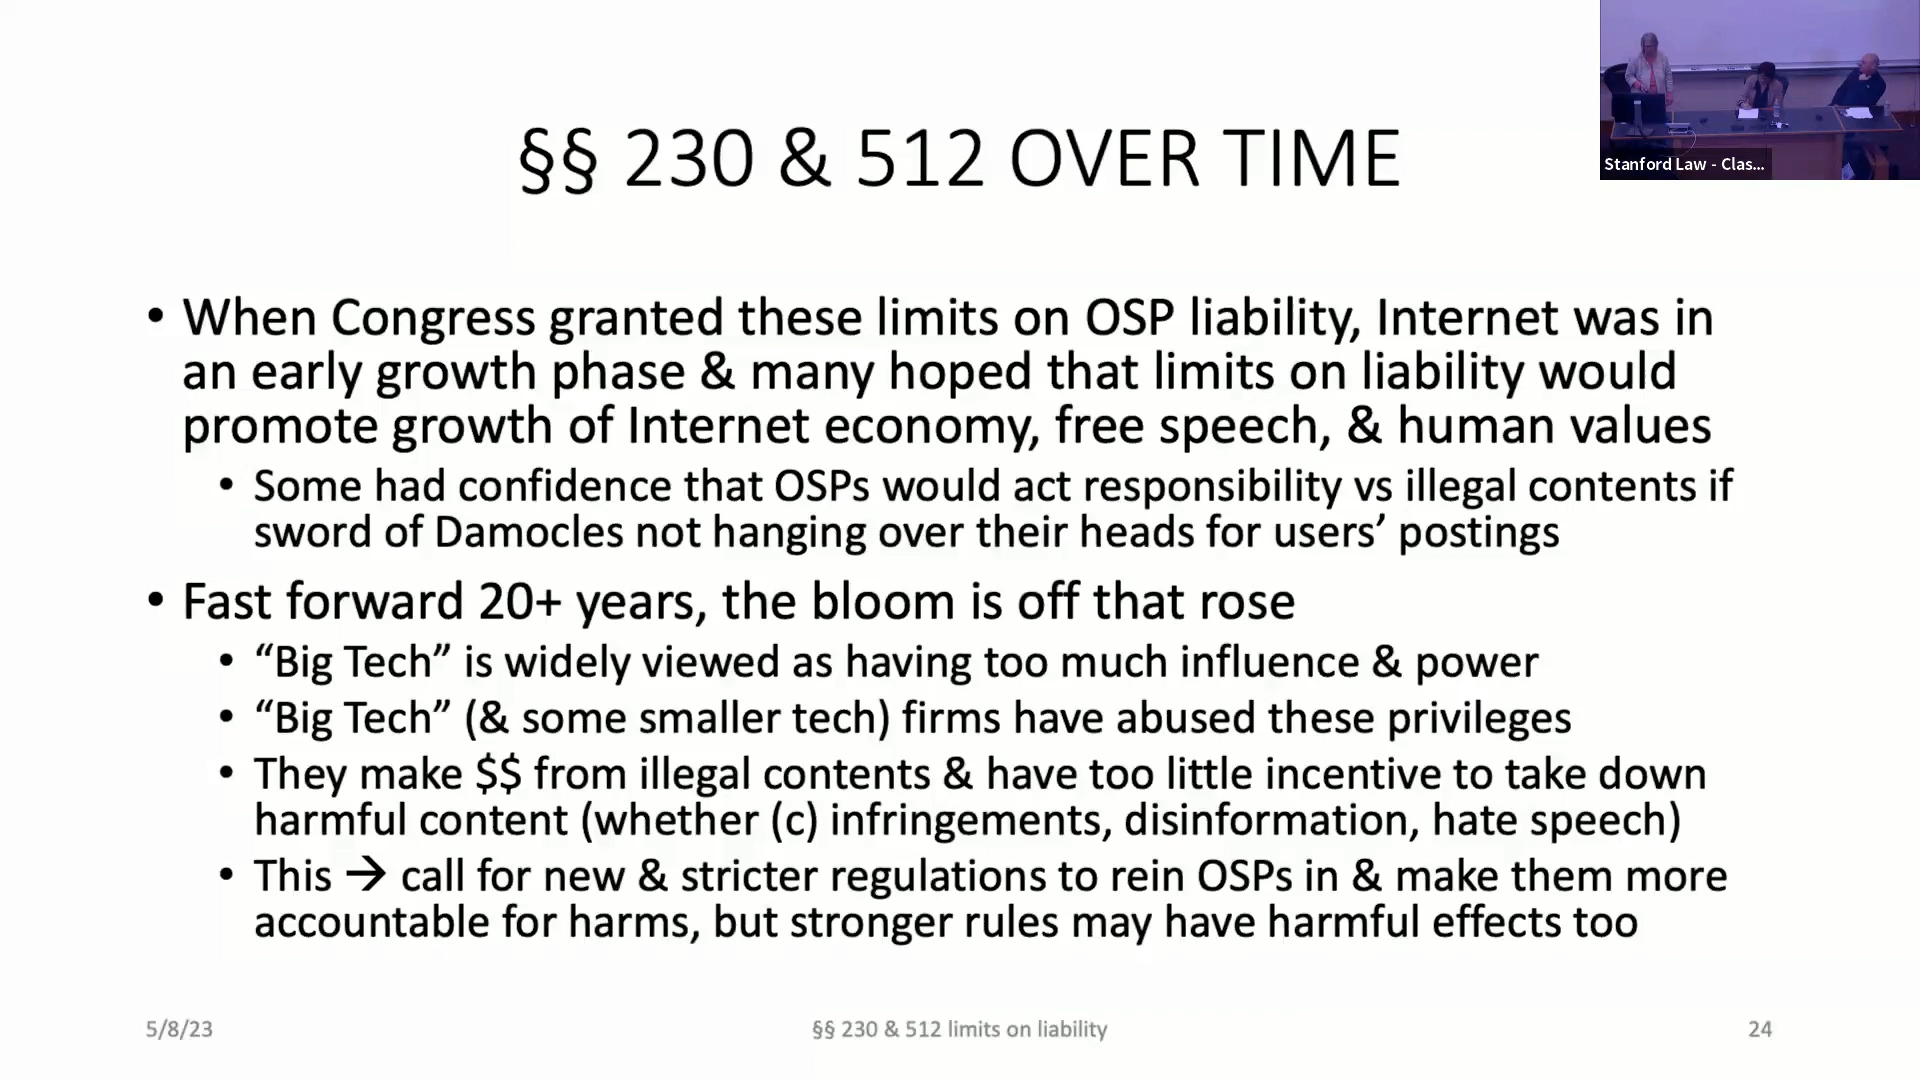 §§ 230 & 512 OVER TIME
Stanford Law - Clas...
• When Congress granted these limits on OSP liability, Internet was in
an early growth phase & many hoped that limits on liability would
promote growth of Internet economy, free speech, & human values
• Some had confidence that OSPs would act responsibility vs illegal contents if
sword of Damocles not hanging over their heads for users’ postings
• Fast forward 20+ years, the bloom is off that rose
• “Big Tech” is widely viewed as having too much influence & power
• “Big Tech” (& some smaller tech) firms have abused these privileges
• They make $$ from illegal contents & have too little incentive to take down
harmful content (whether (c) infringements, disinformation, hate speech)
• This → call for new & stricter regulations to rein OSPs in & make them more
accountable for harms, but stronger rules may have harmful effects too
5/8/23
§§ 230 & 512 limits on liability
24